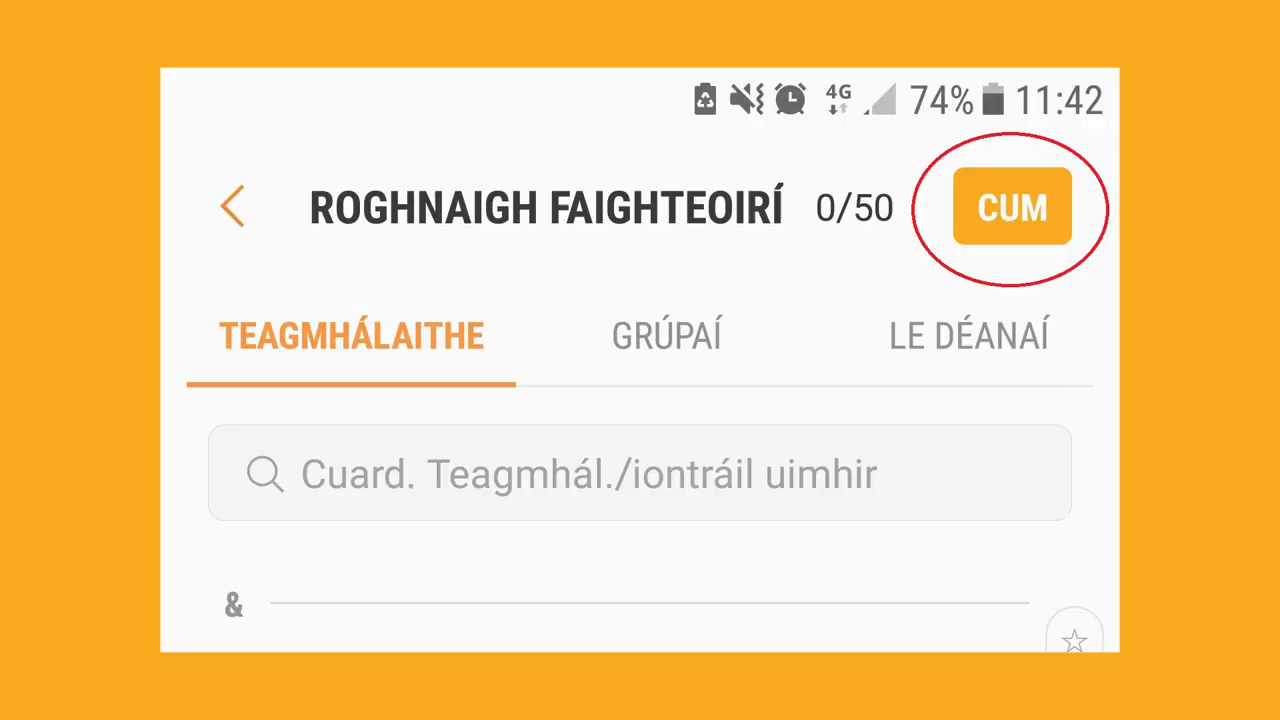 4G 74% 11:42
ROGHNAIGH FAIGHTEOIRÍ 0/50 CUM
TEAGMHÁLAITHE GRÚPAÍ LE DÉANAÍ
Cuard. Teagmhál./iontráil uimhir
&